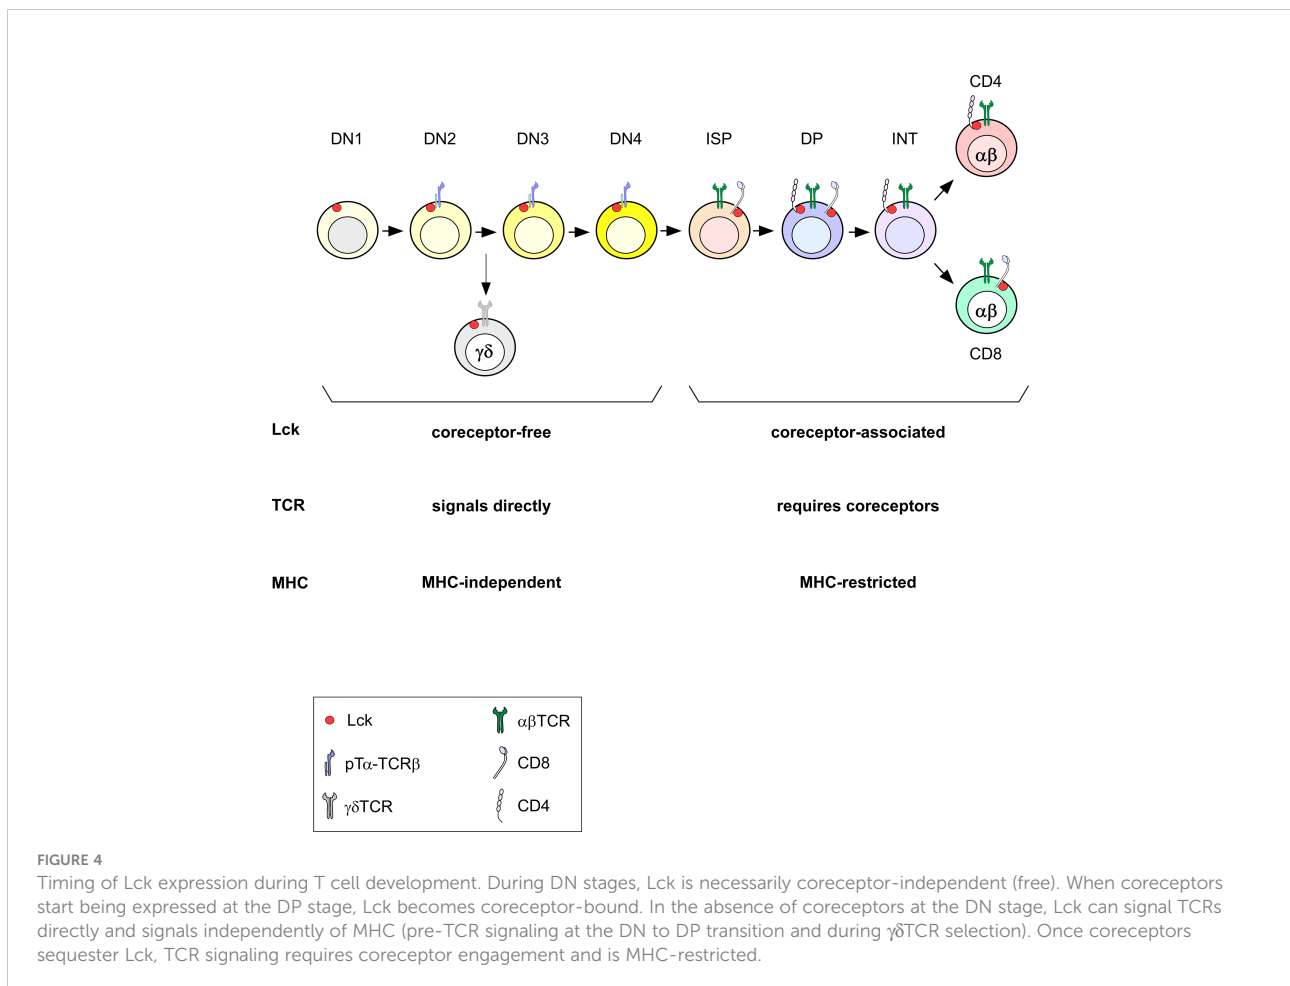 CD4
DN1 DN2 DN3 DN4 ISP DP INT
αβ
αβ
CD8
γδ
Lck coreceptor-free coreceptor-associated
TCR signals directly requires coreceptors
MHC MHC-independent MHC-restricted
Lck αβTCR
pTα-TCRβ CD8
γδTCR CD4
FIGURE 4
Timing of Lck expression during T cell development. During DN stages, Lck is necessarily coreceptor-independent (free). When coreceptors
start being expressed at the DP stage, Lck becomes coreceptor-bound. In the absence of coreceptors at the DN stage, Lck can signal TCRs
directly and signals independently of MHC (pre-TCR signaling at the DN to DP transition and during γδTCR selection). Once coreceptors
sequester Lck, TCR signaling requires coreceptor engagement and is MHC-restricted.